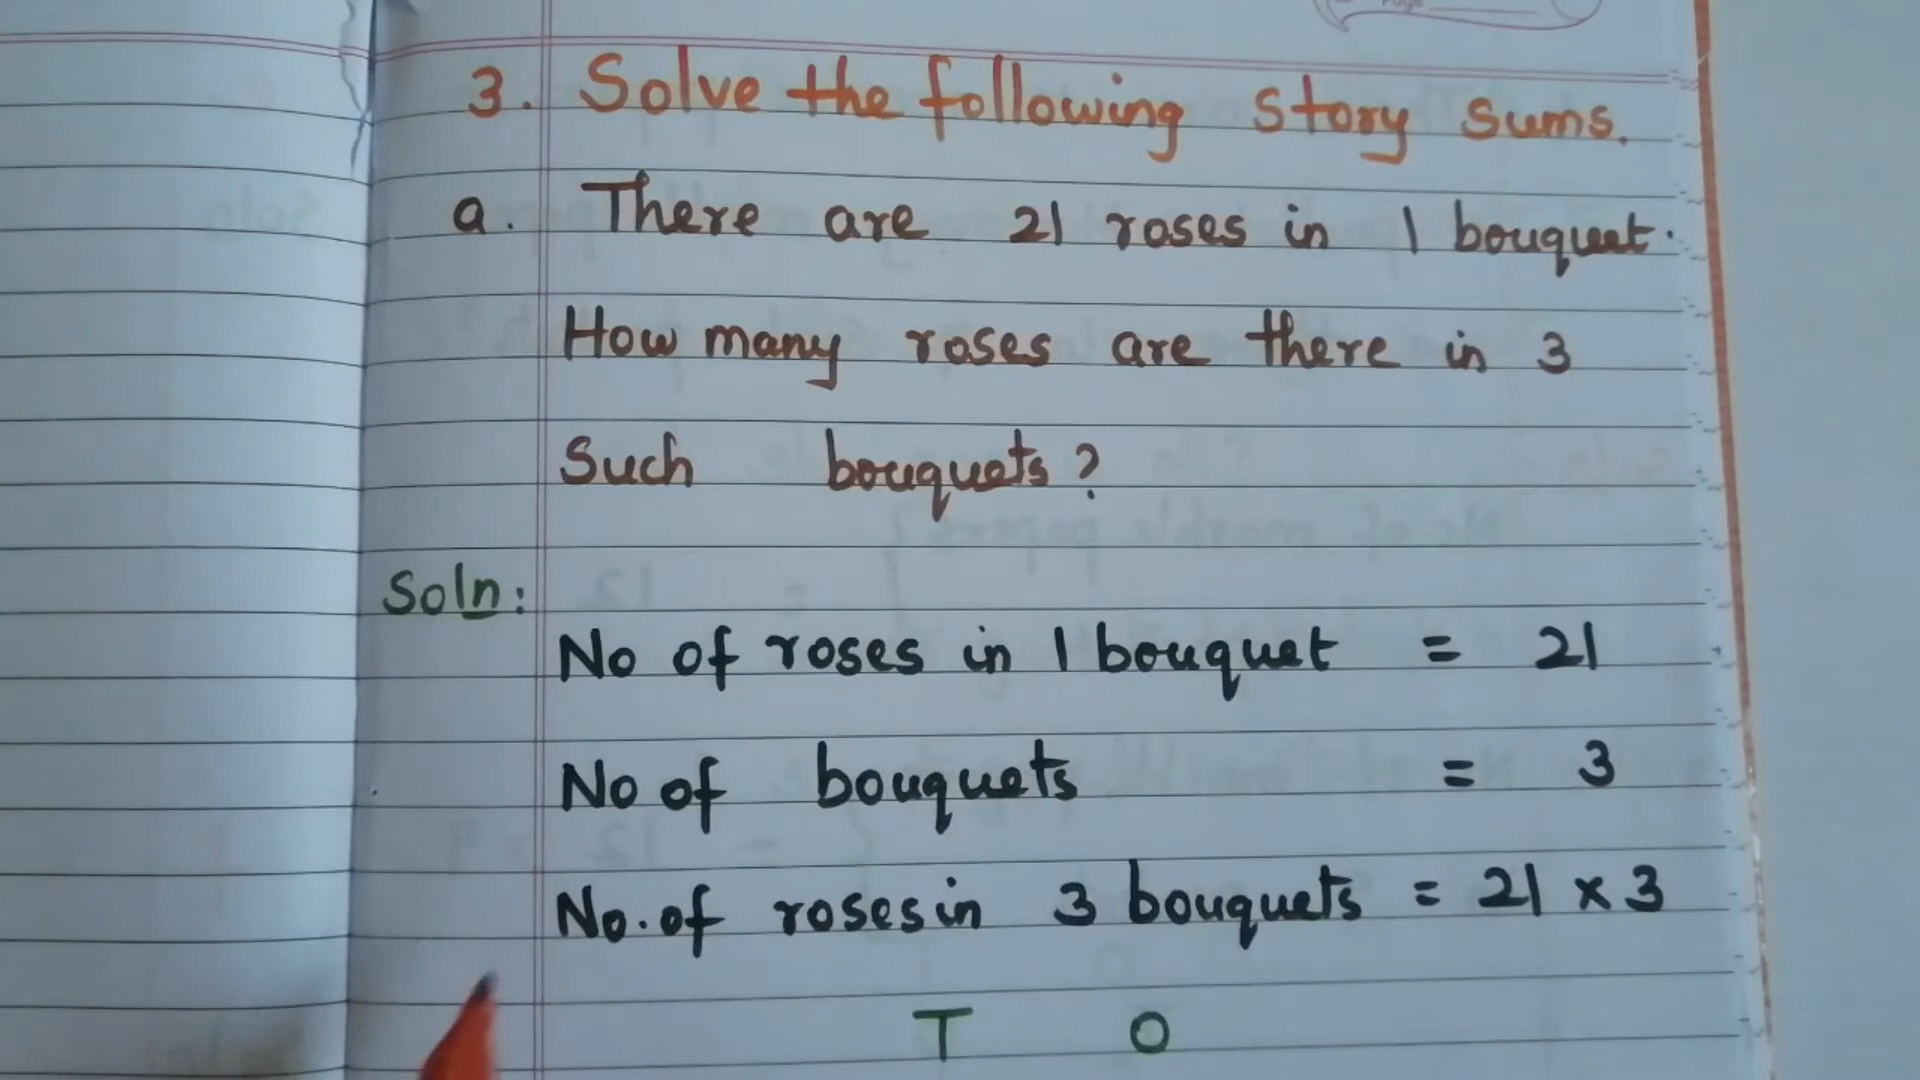 3. Solve the following Story Sums.
a. There are 21 roses in 1 bouquet.
How many roses are there in 3
Such bouquets?
Soln:
No of roses in 1 bouquet = 21
No of bouquets = 3
No. of roses in 3 bouquets = 21 x 3
T O